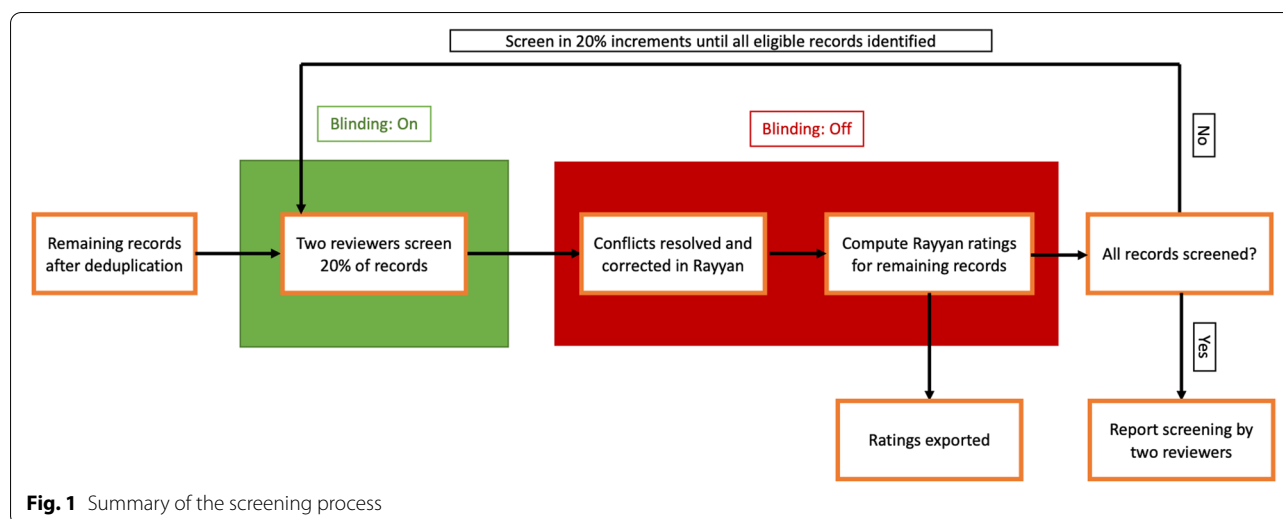 Screen in 20% increments until all eligible records identified
Blinding: On
Blinding: Off
No
Remaining records
after deduplication
Two reviewers screen
20% of records
Conflicts resolved and
corrected in Rayyan
Compute Rayyan ratings
for remaining records
All records screened?
Yes
Ratings exported
Report screening by
two reviewers
Fig. 1 Summary of the screening process